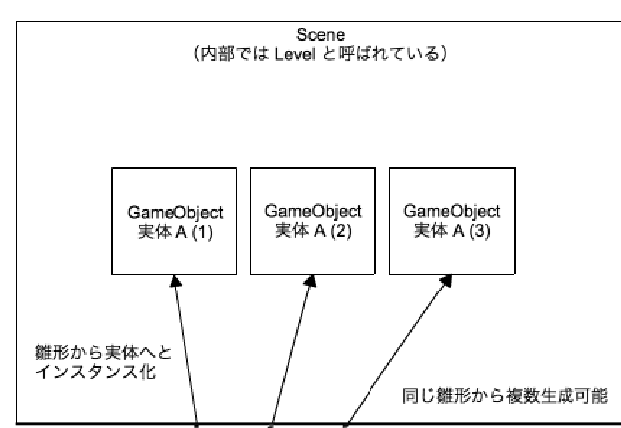 Scene
（内部では Level と呼ばれている）
GameObject
実体 A (1)
GameObject
実体 A (2)
GameObject
実体 A (3)
雛形から実体へと
インスタンス化
同じ雛形から複数生成可能